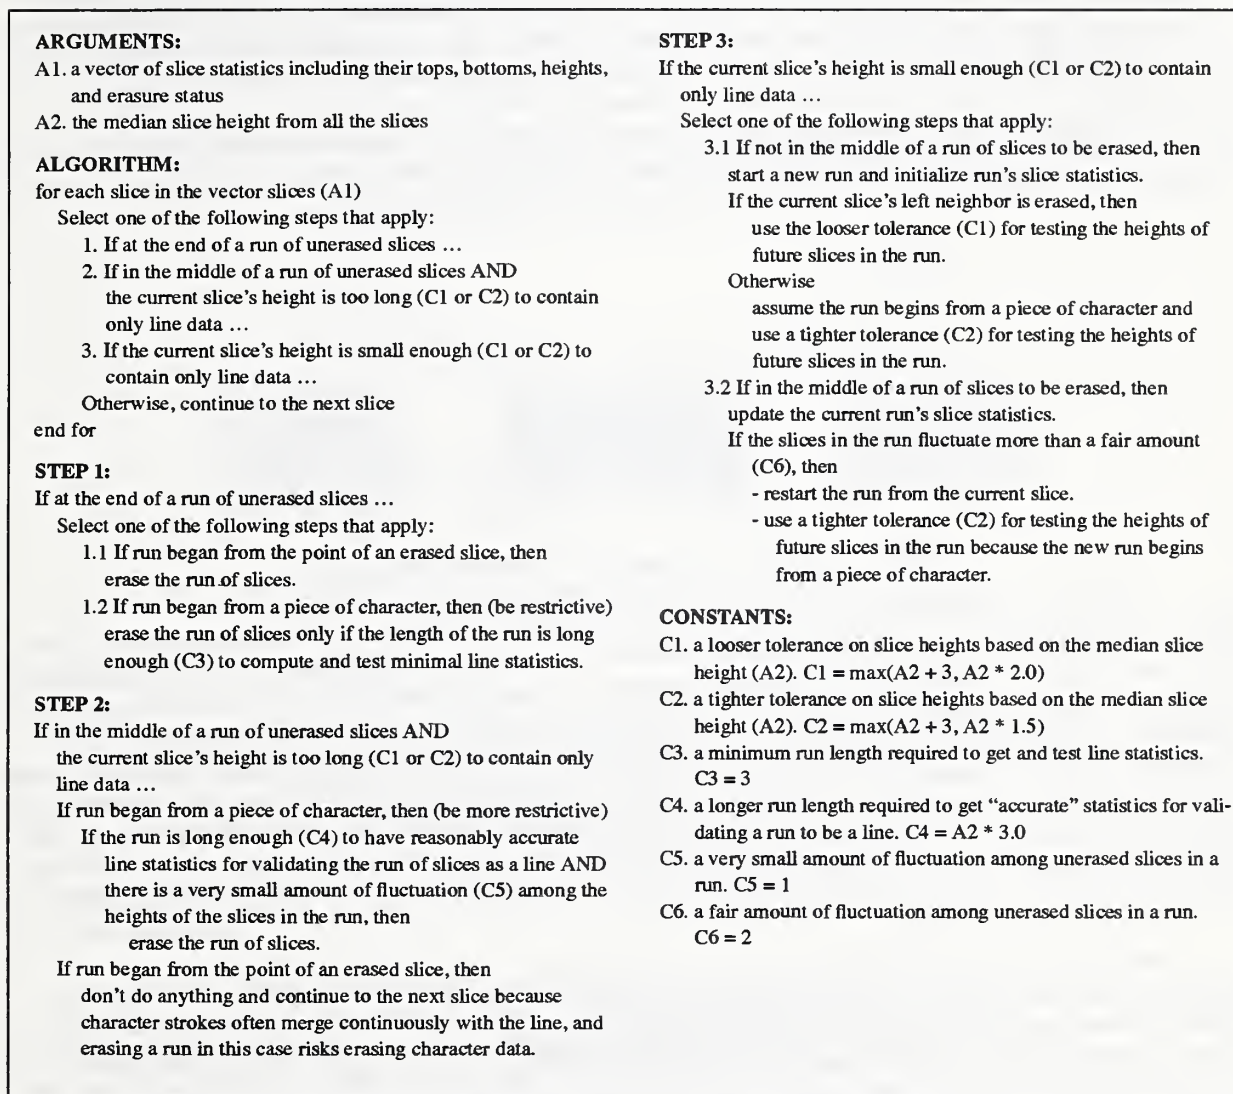 ARGUMENTS:
A1. a vector of slice statistics including their tops, bottoms, heights,
and erasure status
A2. the median slice height from all the slices
ALGORITHM:
for each slice in the vector slices (A1)
Select one of the following steps that apply:
1. If at the end of a run of unerased slices ...
2. If in the middle of a run of unerased slices AND
the current slice's height is too long (C1 or C2) to contain
only line data ...
3. If the current slice's height is small enough (C1 or C2) to
contain only line data ...
Otherwise, continue to the next slice
end for
STEP 1:
If at the end of a run of unerased slices ...
Select one of the following steps that apply:
1.1 If run began from the point of an erased slice, then
erase the run of slices.
1.2 If run began from a piece of character, then (be restrictive)
erase the run of slices only if the length of the run is long
enough (C3) to compute and test minimal line statistics.
STEP 2:
If in the middle of a run of unerased slices AND
the current slice's height is too long (C1 or C2) to contain only
line data ...
If run began from a piece of character, then (be more restrictive)
If the run is long enough (C4) to have reasonably accurate
line statistics for validating the run of slices as a line AND
there is a very small amount of fluctuation (C5) among the
heights of the slices in the run, then
erase the run of slices.
If run began from the point of an erased slice, then
don't do anything and continue to the next slice because
character strokes often merge continuously with the line, and
erasing a run in this case risks erasing character data.
STEP 3:
If the current slice's height is small enough (C1 or C2) to contain
only line data ...
Select one of the following steps that apply:
3.1 If not in the middle of a run of slices to be erased, then
start a new run and initialize run's slice statistics.
If the current slice's left neighbor is erased, then
use the looser tolerance (C1) for testing the heights of
future slices in the run.
Otherwise
assume the run begins from a piece of character and
use a tighter tolerance (C2) for testing the heights of
future slices in the run.
3.2 If in the middle of a run of slices to be erased, then
update the current run's slice statistics.
If the slices in the run fluctuate more than a fair amount
(C6), then
- restart the run from the current slice.
- use a tighter tolerance (C2) for testing the heights of
future slices in the run because the new run begins
from a piece of character.
CONSTANTS:
C1. a looser tolerance on slice heights based on the median slice
height (A2). C1 = max(A2 + 3, A2 * 2.0)
C2. a tighter tolerance on slice heights based on the median slice
height (A2). C2 = max(A2 + 3, A2 * 1.5)
C3. a minimum run length required to get and test line statistics.
C3 = 3
C4. a longer run length required to get "accurate" statistics for vali-
dating a run to be a line. C4 = A2 * 3.0
C5. a very small amount of fluctuation among unerased slices in a
run. C5 = 1
C6. a fair amount of fluctuation among unerased slices in a run.
C6 = 2